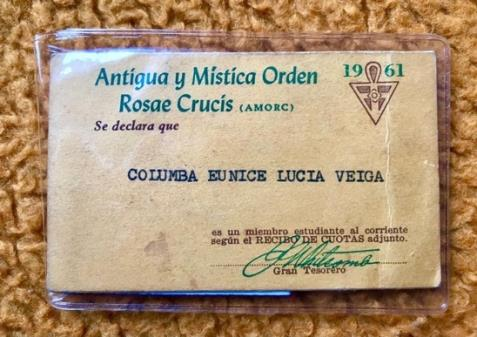 Antigua y Mística Orden
Rosae Crucis (AMORC)
1961
Se declara que
COLUMBA EUNICE LUCIA VEIGA
es un miembro estudiante al corriente
según el RECIBO DE CUOTAS adjunto.
Gran Tesorero